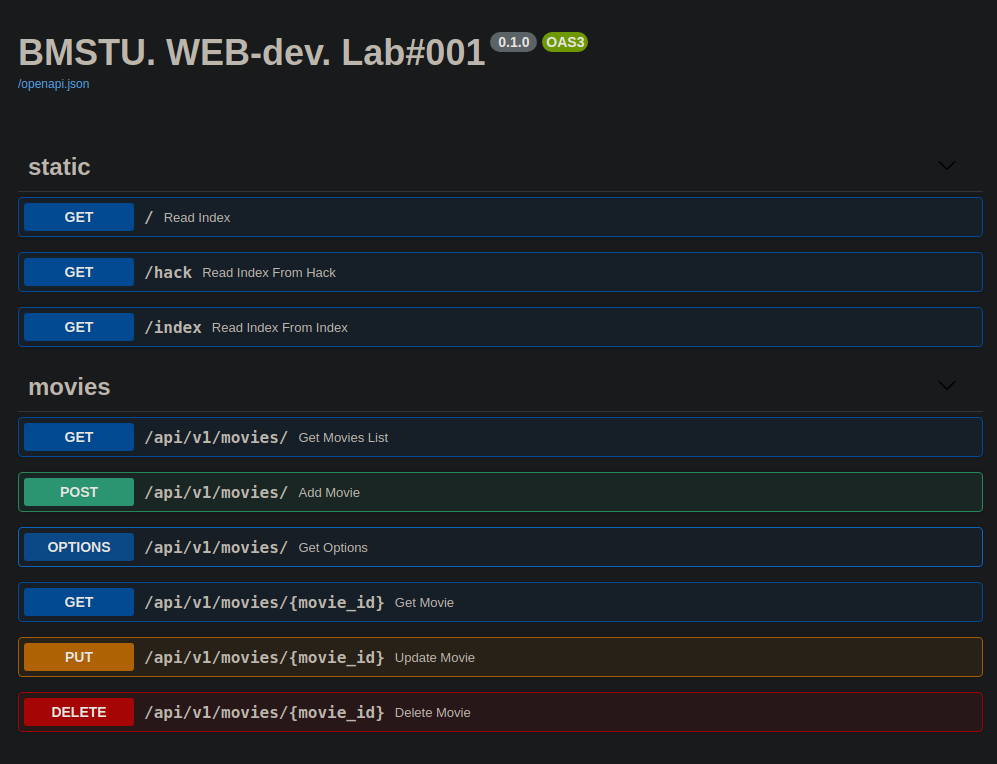 BMSTU. WEB-dev. Lab#001 0.1.0 OAS3
/openapi.json
static
GET / Read Index
GET /hack Read Index From Hack
GET /index Read Index From Index
movies
GET /api/v1/movies/ Get Movies List
POST /api/v1/movies/ Add Movie
OPTIONS /api/v1/movies/ Get Options
GET /api/v1/movies/{movie_id} Get Movie
PUT /api/v1/movies/{movie_id} Update Movie
DELETE /api/v1/movies/{movie_id} Delete Movie